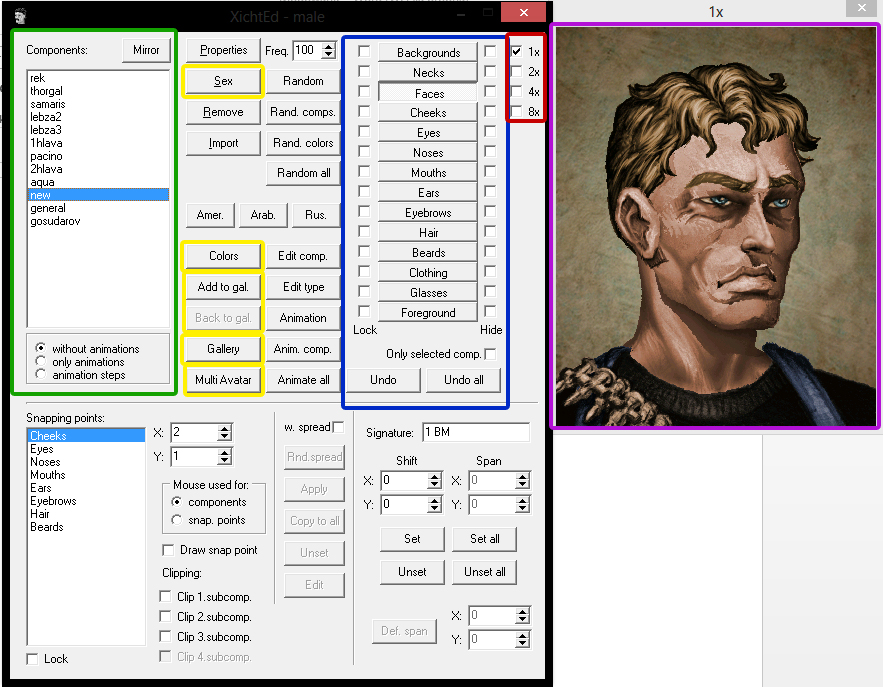 XichtEd - male
1x
Components:
Mirror
rek
thorgal
samaris
lebza2
lebza3
1hlava
pacino
2hlava
aqua
new
general
gosudarov
without animations
only animations
animation steps
Properties
Freq.
100
Sex
Random
Remove
Rand. comps.
Import
Rand. colors
Random all
Amer.
Arab.
Rus.
Colors
Edit comp.
Add to gal.
Edit type
Back to gal.
Animation
Gallery
Anim. comp.
Multi Avatar
Animate all
Backgrounds
Necks
Faces
Cheeks
Eyes
Noses
Mouths
Ears
Eyebrows
Hair
Beards
Clothing
Glasses
Foreground
Lock
Hide
Only selected comp.
Undo
Undo all
1x
2x
4x
8x
Snapping points:
Cheeks
Eyes
Noses
Mouths
Ears
Eyebrows
Hair
Beards
Lock
X: 2
Y: 1
Mouse used for:
components
snap. points
Draw snap point
Clipping:
Clip 1.subcomp.
Clip 2.subcomp.
Clip 3.subcomp.
Clip 4.subcomp.
w. spread
Rnd.spread
Apply
Copy to all
Unset
Edit
Signature: 1 BM
Shift
Span
X: 0
X: 0
Y: 0
Y: 0
Set
Set all
Unset
Unset all
Def. span
X: 0
Y: 0